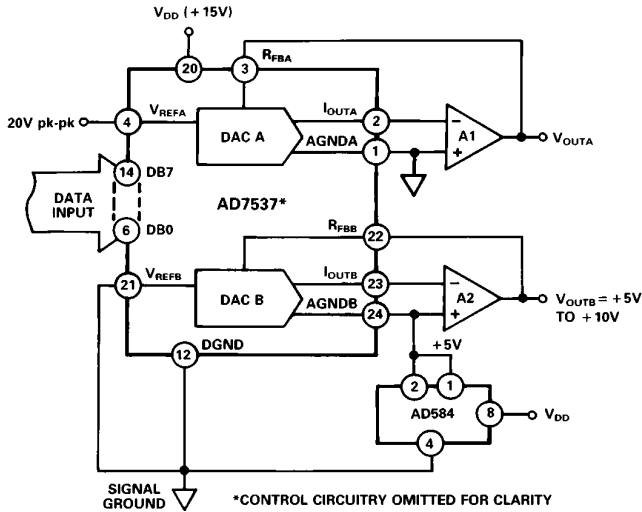 VDD (+15V)
20
3
RFBA
20V pk-pk
4
VREFA
DAC A
IOUTA
2
AGNDA
1
−
A1
+
VOUTA
14
DB7
DATA
INPUT
AD7537*
6
DB0
RFBB
22
21
VREFB
DAC B
IOUTB
23
AGNDB
24
−
A2
+
VOUTB = +5V
TO +10V
12
DGND
+5V
2
1
AD584
8
VDD
4
SIGNAL
GROUND
*CONTROL CIRCUITRY OMITTED FOR CLARITY